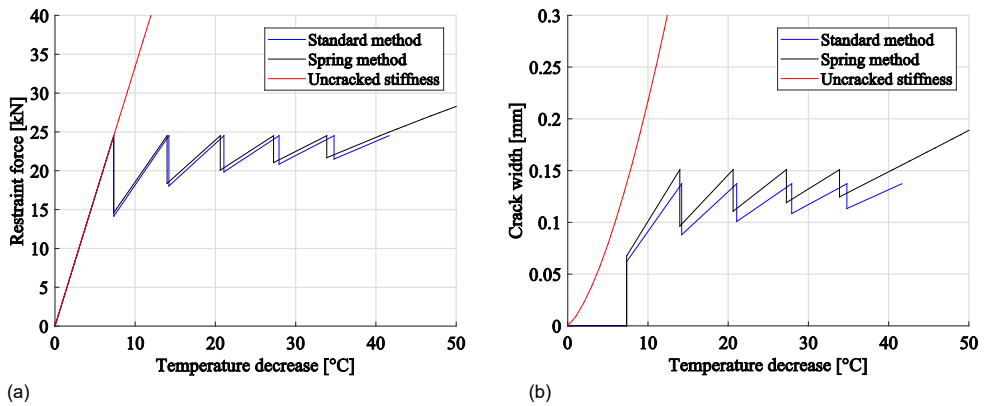 40
35
30
25
20
15
10
5
0
Restraint force [kN]
Standard method
Spring method
Uncracked stiffness
0 10 20 30 40 50
Temperature decrease [°C]
(a)
0.3
0.25
0.2
0.15
0.1
0.05
0
Crack width [mm]
Standard method
Spring method
Uncracked stiffness
0 10 20 30 40 50
Temperature decrease [°C]
(b)